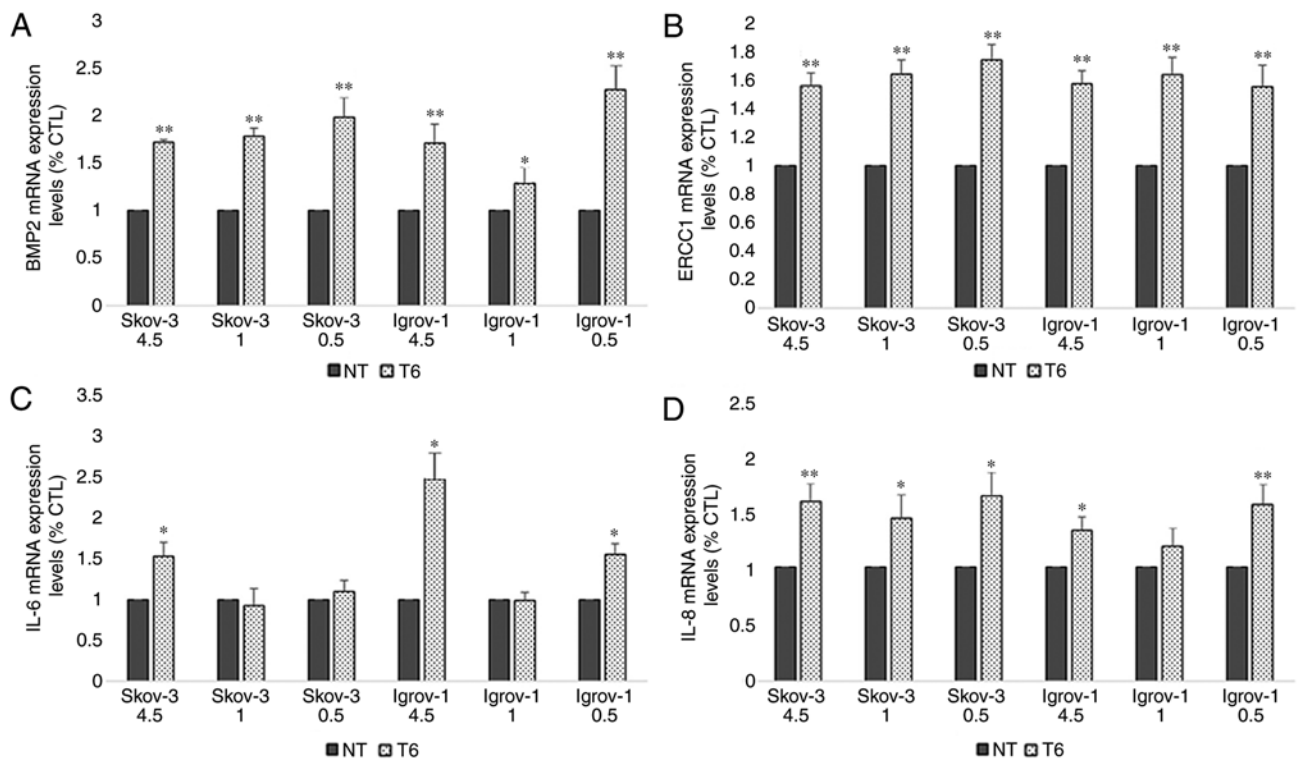 A
BMP2 mRNA expression
levels (% CTL)
3
2.5
2
1.5
1
0.5
0
** ** ** ** * **
Skov-3 Skov-3 Skov-3 Igrov-1 Igrov-1 Igrov-1
4.5 1 0.5 4.5 1 0.5
NT T6
B
ERCC1 mRNA expression
levels (% CTL)
2
1.8
1.6
1.4
1.2
1
0.8
0.6
0.4
0.2
0
** ** ** ** ** **
Skov-3 Skov-3 Skov-3 Igrov-1 Igrov-1 Igrov-1
4.5 1 0.5 4.5 1 0.5
NT T6
C
IL-6 mRNA expression
levels (% CTL)
3.5
3
2.5
2
1.5
1
0.5
0
* * *
Skov-3 Skov-3 Skov-3 Igrov-1 Igrov-1 Igrov-1
4.5 1 0.5 4.5 1 0.5
NT T6
D
IL-8 mRNA expression
levels (% CTL)
2.5
2
1.5
1
0.5
0
** * * * **
Skov-3 Skov-3 Skov-3 Igrov-1 Igrov-1 Igrov-1
4.5 1 0.5 4.5 1 0.5
NT T6